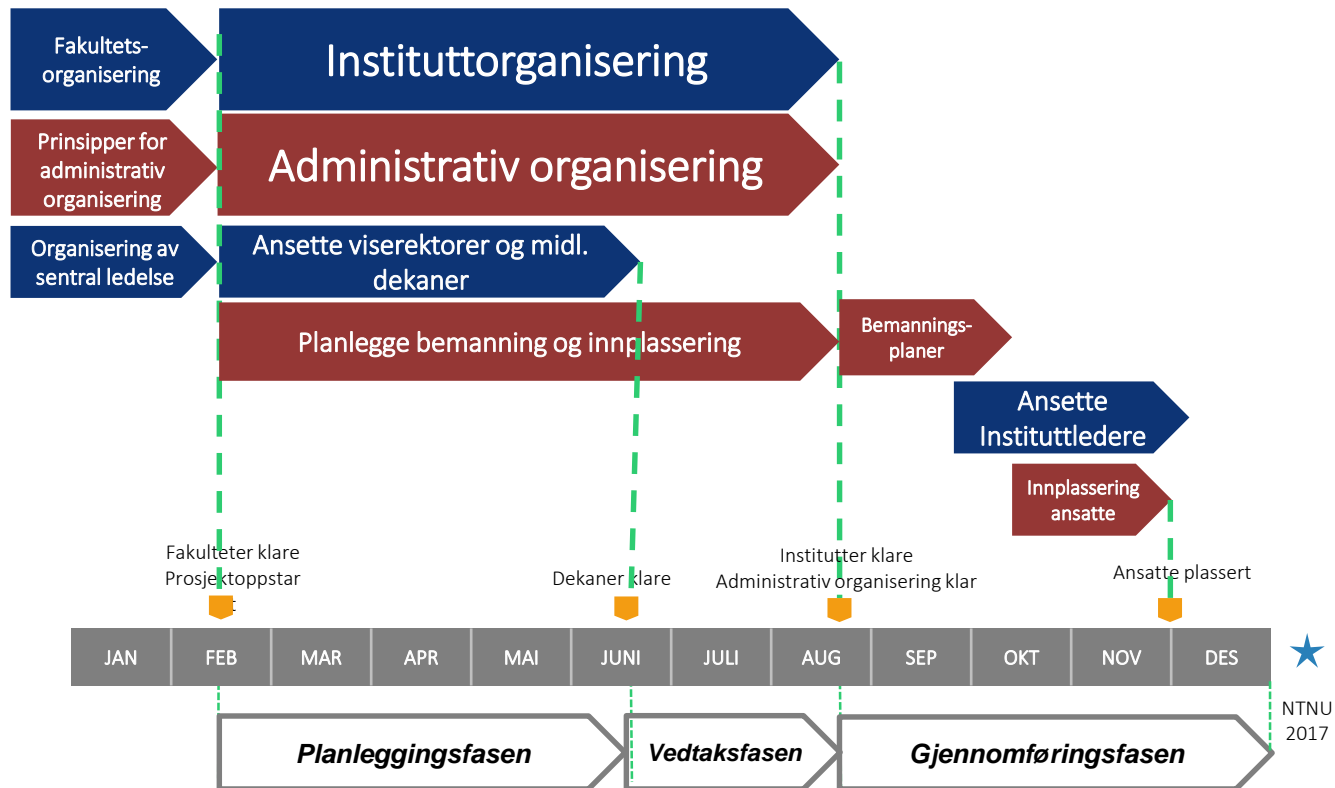 Fakultets-
organisering
Instituttorganisering
Prinsipper for
administrativ
organisering
Administrativ organisering
Organisering av
sentral ledelse
Ansette viserektorer og midl.
dekaner
Planlegge bemanning og innplassering
Bemannings-
planer
Ansette
Instituttledere
Innplassering
ansatte
Fakulteter klare
Prosjektoppstar
t
Dekaner klare
Institutter klare
Administrativ organisering klar
Ansatte plassert
JAN FEB MAR APR MAI JUNI JULI AUG SEP OKT NOV DES
NTNU
2017
Planleggingsfasen
Vedtaksfasen
Gjennomføringsfasen